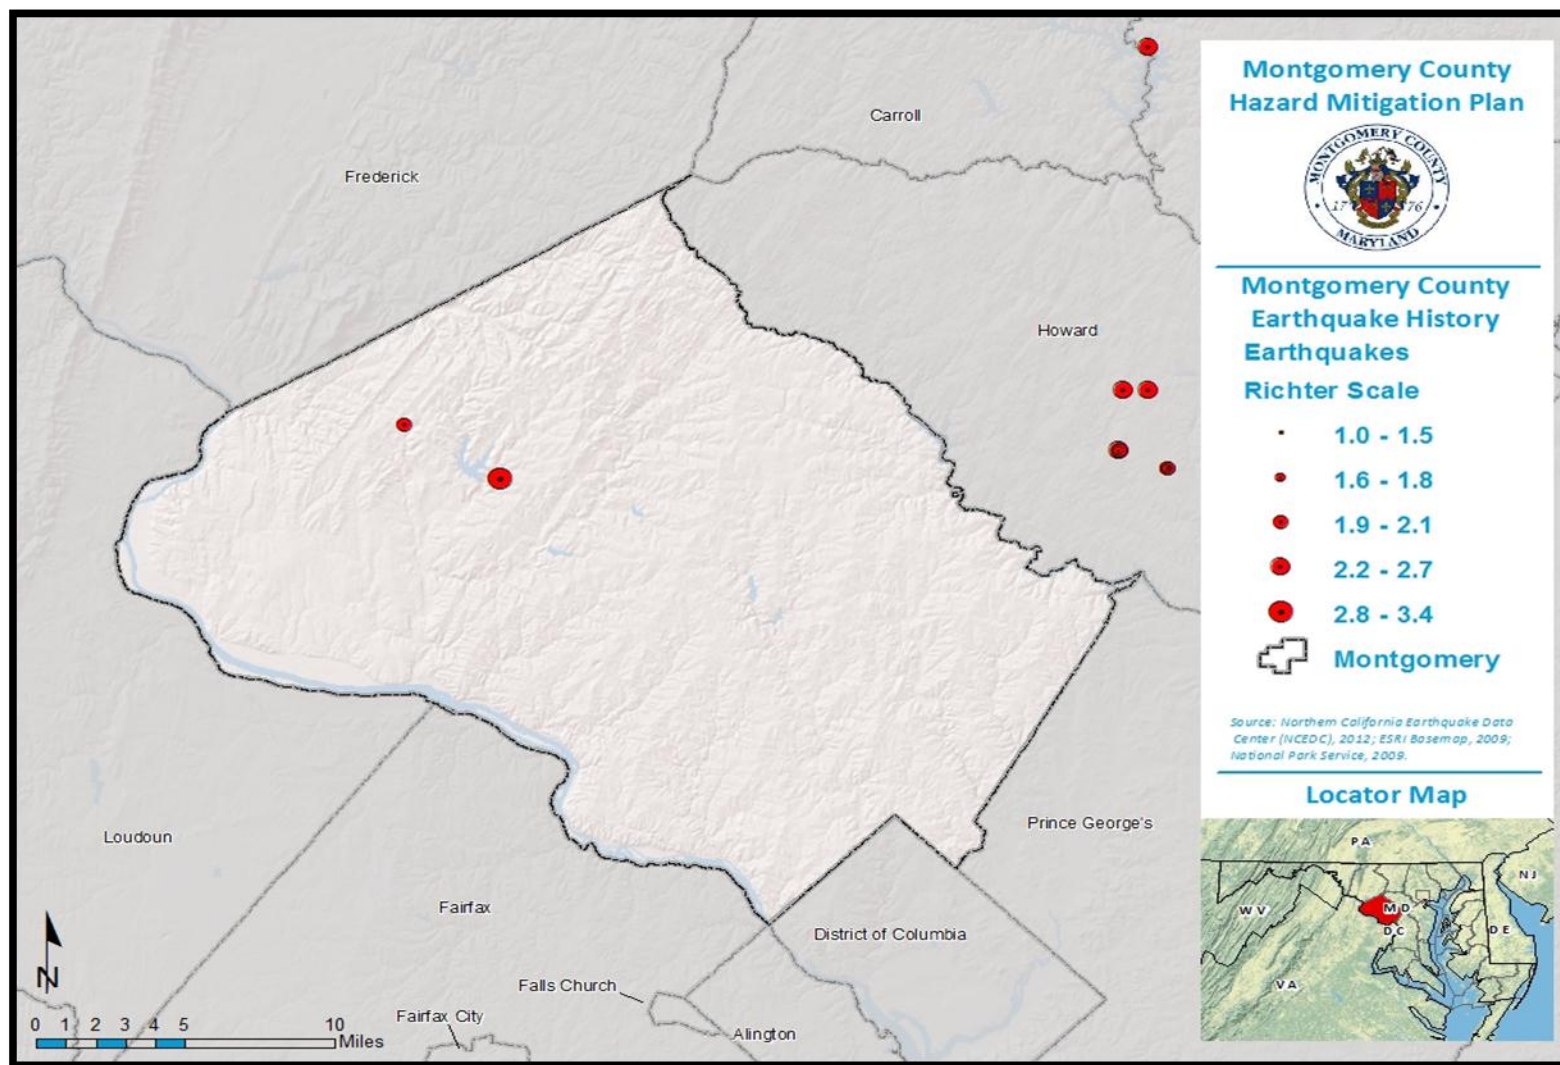 Carroll
Frederick
Howard
Loudoun
Prince George's
Fairfax
District of Columbia
Falls Church
Fairfax City
Alington
N
0 1 2 3 4 5 10
Miles
Montgomery County
Hazard Mitigation Plan
MONTGOMERY COUNTY
17 76
MARYLAND
Montgomery County
Earthquake History
Earthquakes
Richter Scale
1.0 - 1.5
1.6 - 1.8
1.9 - 2.1
2.2 - 2.7
2.8 - 3.4
Montgomery
Source: Northern California Earthquake Data
Center (NCEDC), 2012; ESRI Basemap, 2009;
National Park Service, 2009.
Locator Map
PA
NJ
WV
MD
DC
DE
VA